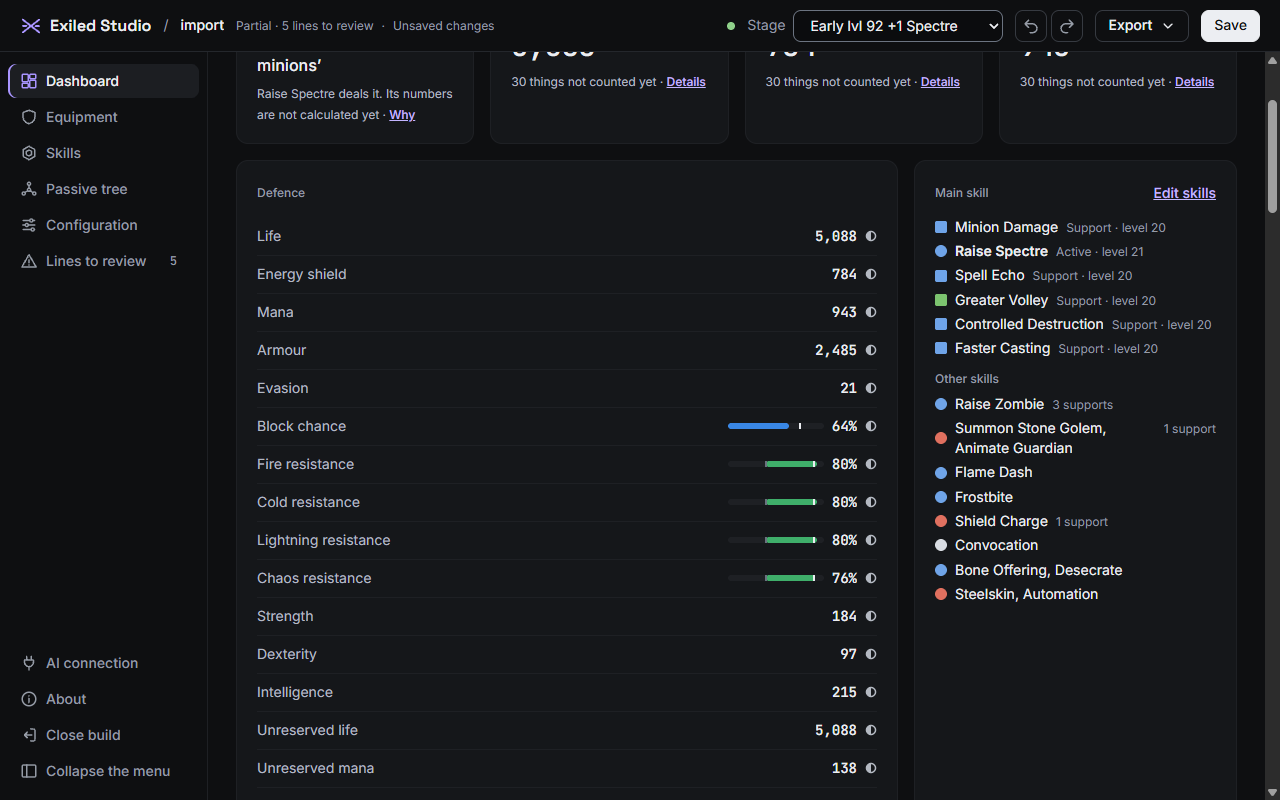 Exiled Studio / import Partial · 5 lines to review · Unsaved changes Stage Early lvl 92 +1 Spectre Export Save
Dashboard
Equipment
Skills
Passive tree
Configuration
Lines to review 5
AI connection
About
Close build
Collapse the menu
minions’
Raise Spectre deals it. Its numbers
are not calculated yet · Why
30 things not counted yet · Details
30 things not counted yet · Details
30 things not counted yet · Details
Defence
Life 5,088
Energy shield 784
Mana 943
Armour 2,485
Evasion 21
Block chance 64%
Fire resistance 80%
Cold resistance 80%
Lightning resistance 80%
Chaos resistance 76%
Strength 184
Dexterity 97
Intelligence 215
Unreserved life 5,088
Unreserved mana 138
Main skill Edit skills
Minion Damage Support · level 20
Raise Spectre Active · level 21
Spell Echo Support · level 20
Greater Volley Support · level 20
Controlled Destruction Support · level 20
Faster Casting Support · level 20
Other skills
Raise Zombie 3 supports
Summon Stone Golem, 1 support
Animate Guardian
Flame Dash
Frostbite
Shield Charge 1 support
Convocation
Bone Offering, Desecrate
Steelskin, Automation